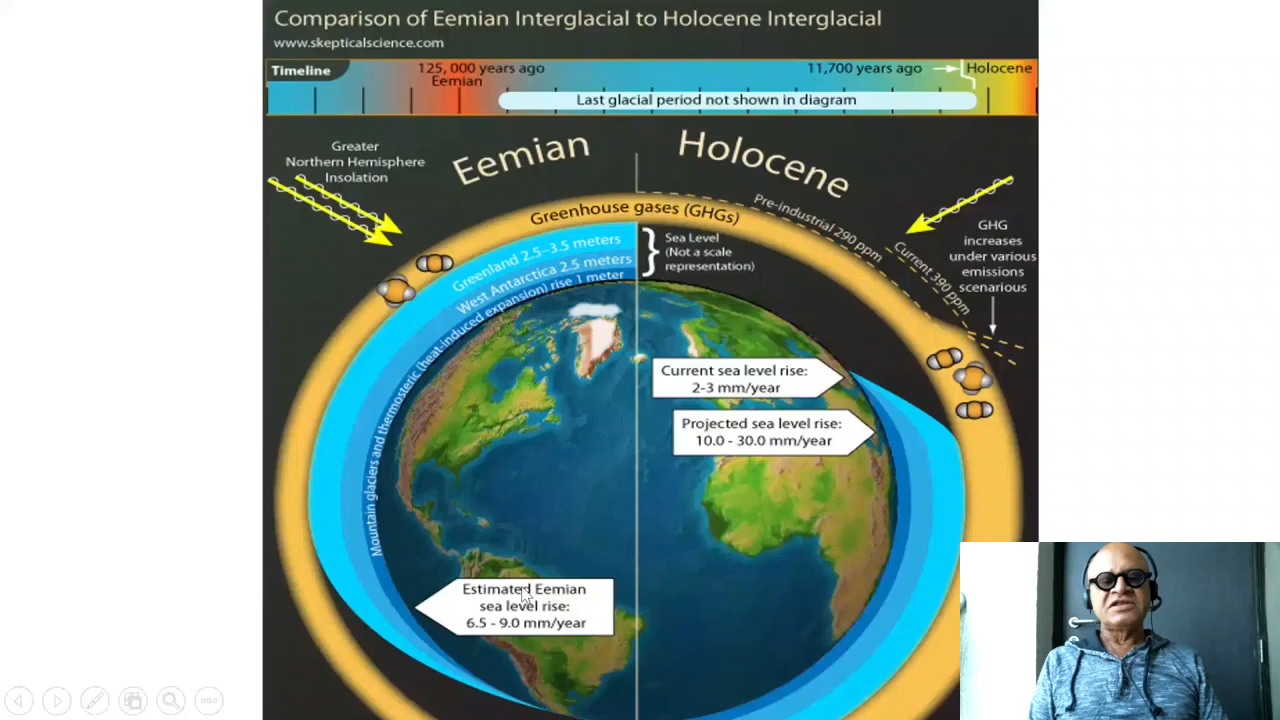 Comparison of Eemian Interglacial to Holocene Interglacial
www.skepticalscience.com
Timeline
125, 000 years ago
Eemian
11,700 years ago
Holocene
Last glacial period not shown in diagram
Greater
Northern Hemisphere
Insolation
Eemian
Holocene
Greenhouse gases (GHGs)
Pre-industrial 290 ppm
Current 390 ppm
GHG
increases
under various
emissions
scenarious
Greenland 2.5-3.5 meters
West Antarctica 2.5 meters
Mountain glaciers and thermosteric (heat-induced expansion) rise 1 meter
Sea Level
(Not a scale
representation)
Current sea level rise:
2-3 mm/year
Projected sea level rise:
10.0 - 30.0 mm/year
Estimated Eemian
sea level rise:
6.5 - 9.0 mm/year